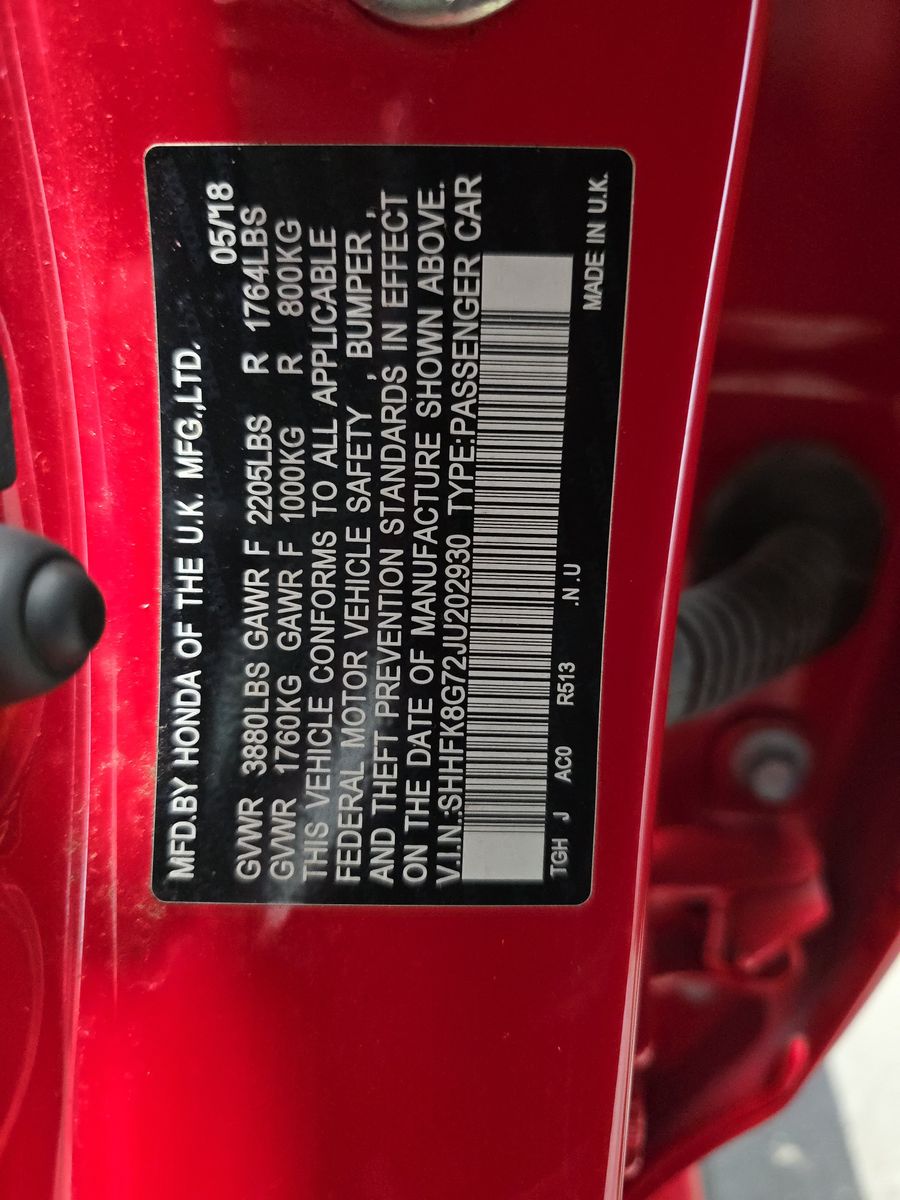 MFD.BY HONDA OF THE U.K. MFG.,LTD. 05/18
GVWR 3880LBS GAWR F 2205LBS R 1764LBS
GVWR 1760KG GAWR F 1000KG R 800KG
THIS VEHICLE CONFORMS TO ALL APPLICABLE
FEDERAL MOTOR VEHICLE SAFETY , BUMPER ,
AND THEFT PREVENTION STANDARDS IN EFFECT
ON THE DATE OF MANUFACTURE SHOWN ABOVE.
V.I.N.:SHHFK8G72JU202930 TYPE:PASSENGER CAR
TGH J AC0 R513 .N .U MADE IN U.K.